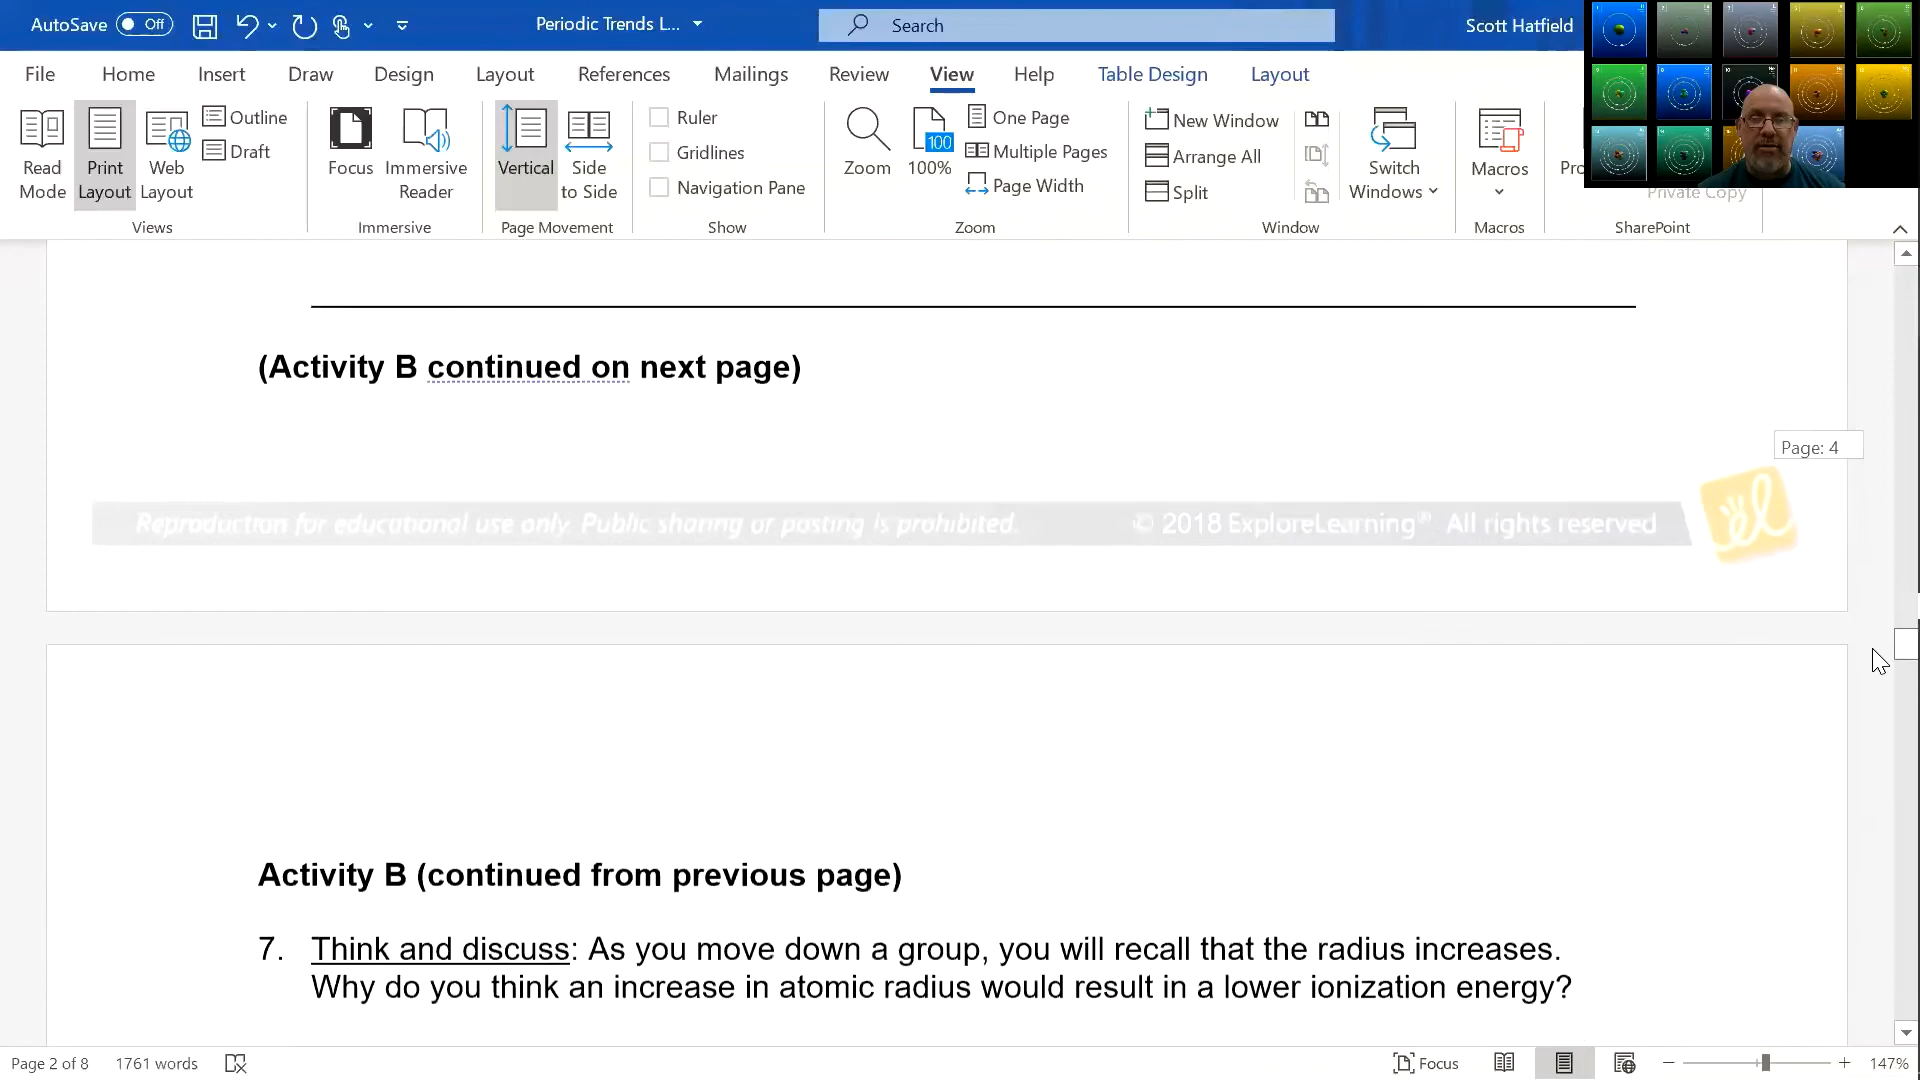 AutoSave Off
Periodic Trends L...
Search
Scott Hatfield
File Home Insert Draw Design Layout References Mailings Review View Help Table Design Layout
Read Mode
Print Layout
Web Layout
Outline
Draft
Views
Focus
Immersive Reader
Immersive
Vertical
Side to Side
Page Movement
Ruler
Gridlines
Navigation Pane
Show
Zoom
100
100%
One Page
Multiple Pages
Page Width
Zoom
New Window
Arrange All
Split
Switch Windows
Window
Macros
Macros
Private Copy
SharePoint
(Activity B continued on next page)
Page: 4
Reproduction for educational use only. Public sharing or posting is prohibited. © 2018 ExploreLearning® All rights reserved
el
Activity B (continued from previous page)
7. Think and discuss: As you move down a group, you will recall that the radius increases.
Why do you think an increase in atomic radius would result in a lower ionization energy?
Page 2 of 8 1761 words
Focus
147%